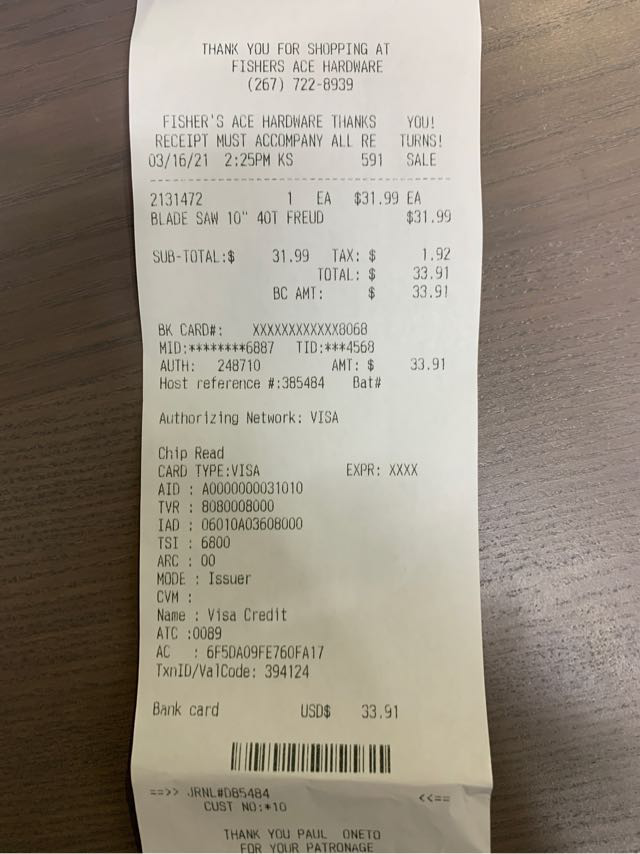 THANK YOU FOR SHOPPING AT
FISHERS ACE HARDWARE
(267) 722-8939
FISHER'S ACE HARDWARE THANKS YOU!
RECEIPT MUST ACCOMPANY ALL RE TURNS!
03/16/21 2:25PM KS 591 SALE
2131472 1 EA $31.99 EA
BLADE SAW 10" 40T FREUD $31.99
SUB-TOTAL:$ 31.99 TAX: $ 1.92
TOTAL: $ 33.91
BC AMT: $ 33.91
BK CARD#: XXXXXXXXXXXX8068
MID:********6887 TID:***4568
AUTH: 248710 AMT: $ 33.91
Host reference #:385484 Bat#
Authorizing Network: VISA
Chip Read
CARD TYPE:VISA EXPR: XXXX
AID : A0000000031010
TVR : 8080008000
IAD : 06010A03608000
TSI : 6800
ARC : 00
MODE : Issuer
CVM :
Name : Visa Credit
ATC :0089
AC : 6F5DA09FE760FA17
TxnID/ValCode: 394124
Bank card USD$ 33.91
==>> JRNL#D85484 <<==
CUST NO:*10
THANK YOU PAUL ONETO
FOR YOUR PATRONAGE